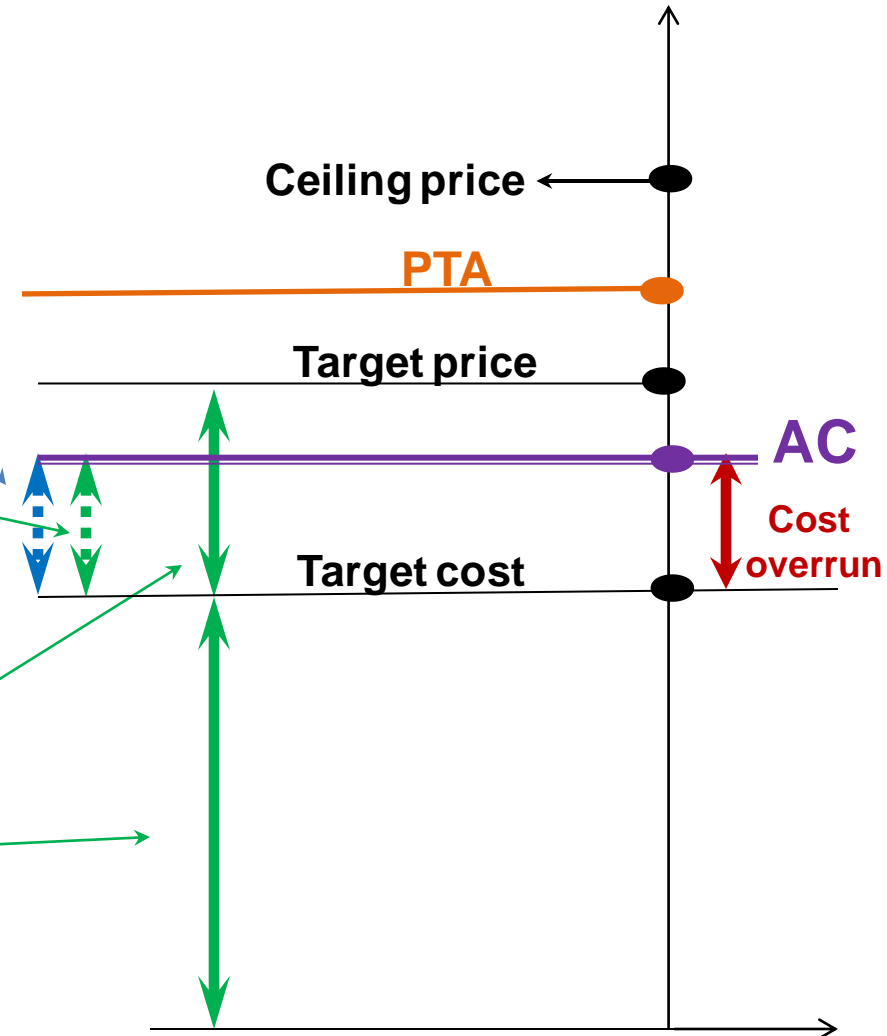 Ceiling price
PTA
Target price
AC
Cost
overrun
Target cost